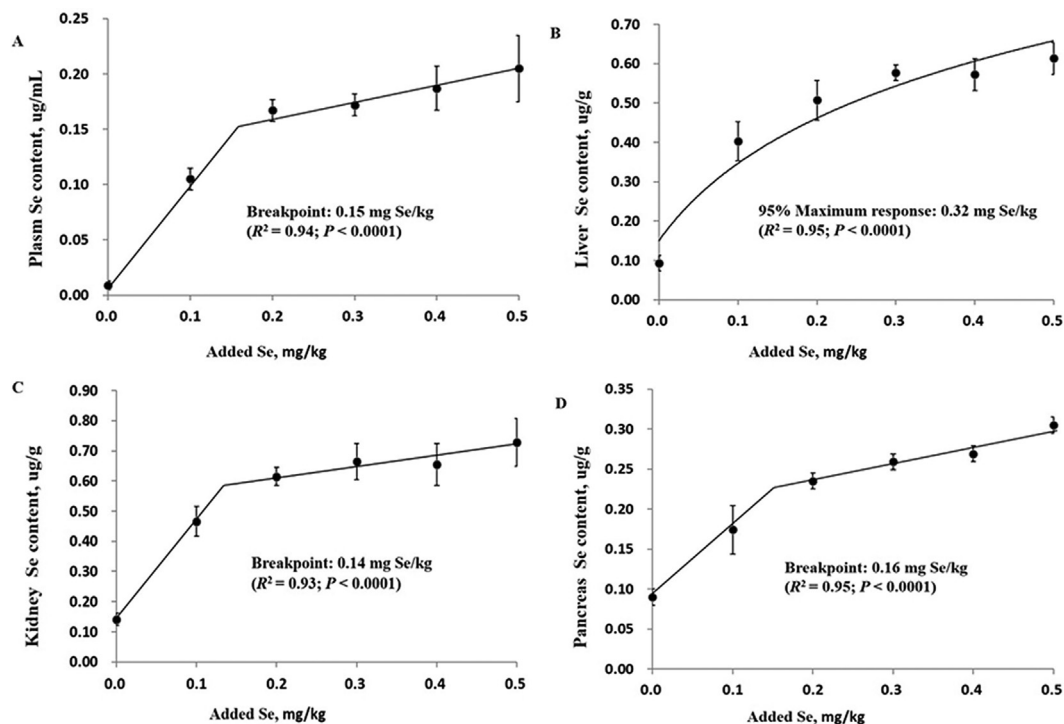 A
Plasm Se content, ug/mL
0.25
0.20
0.15
0.10
0.05
0.00
Breakpoint: 0.15 mg Se/kg
(R² = 0.94; P < 0.0001)
0.0 0.1 0.2 0.3 0.4 0.5
Added Se, mg/kg
B
Liver Se content, ug/g
0.70
0.60
0.50
0.40
0.30
0.20
0.10
0.00
95% Maximum response: 0.32 mg Se/kg
(R² = 0.95; P < 0.0001)
0.0 0.1 0.2 0.3 0.4 0.5
Added Se, mg/kg
C
Kidney Se content, ug/g
0.90
0.80
0.70
0.60
0.50
0.40
0.30
0.20
0.10
0.00
Breakpoint: 0.14 mg Se/kg
(R² = 0.93; P < 0.0001)
0.0 0.1 0.2 0.3 0.4 0.5
Added Se, mg/kg
D
Pancreas Se content, ug/g
0.35
0.30
0.25
0.20
0.15
0.10
0.05
0.00
Breakpoint: 0.16 mg Se/kg
(R² = 0.95; P < 0.0001)
0.0 0.1 0.2 0.3 0.4 0.5
Added Se, mg/kg